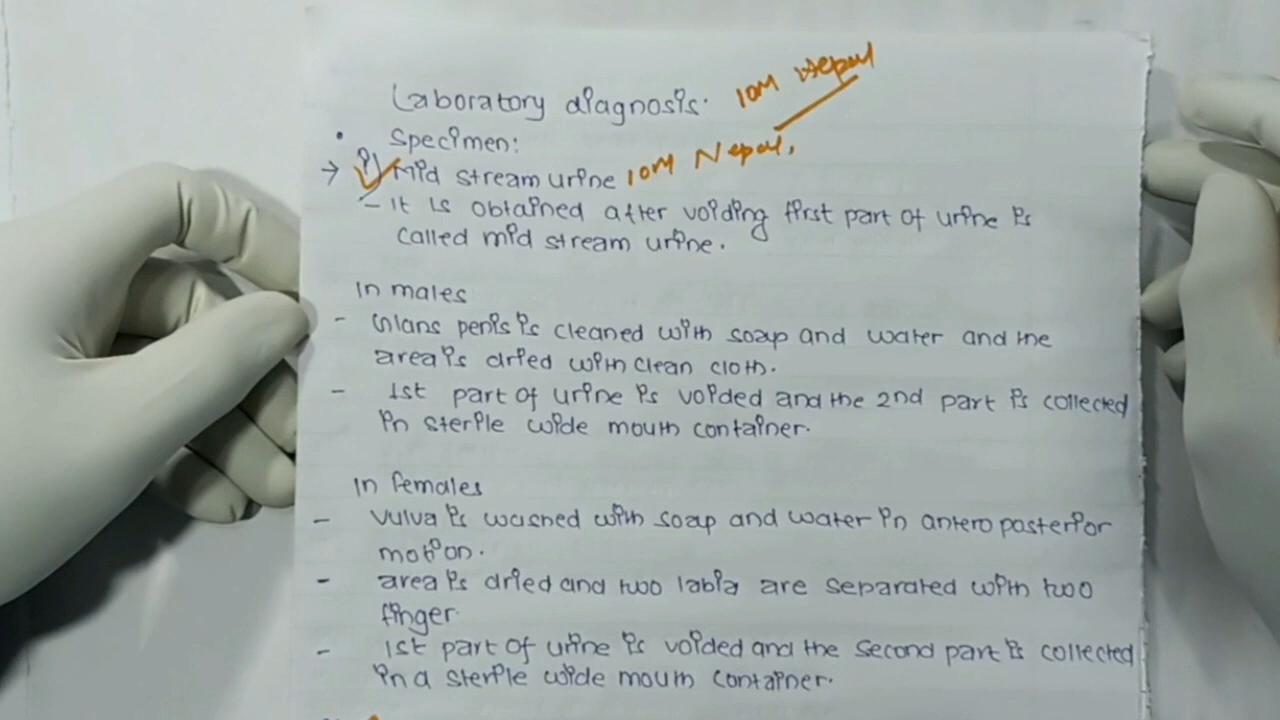 Laboratory diagnosis. IOM Nepal
• Specimen:
→ i) Mid stream urine IOM Nepal.
- It is obtained after voiding first part of urine is
called mid stream urine.
In males
- Glans penis is cleaned with soap and water and the
area is dried with clean cloth.
- 1st part of urine is voided and the 2nd part is collected
in sterile wide mouth container.
In females
- Vulva is washed with soap and water in antero posterior
motion.
- area is dried and two labia are separated with two
finger.
- 1st part of urine is voided and the second part is collected
in a sterile wide mouth container.